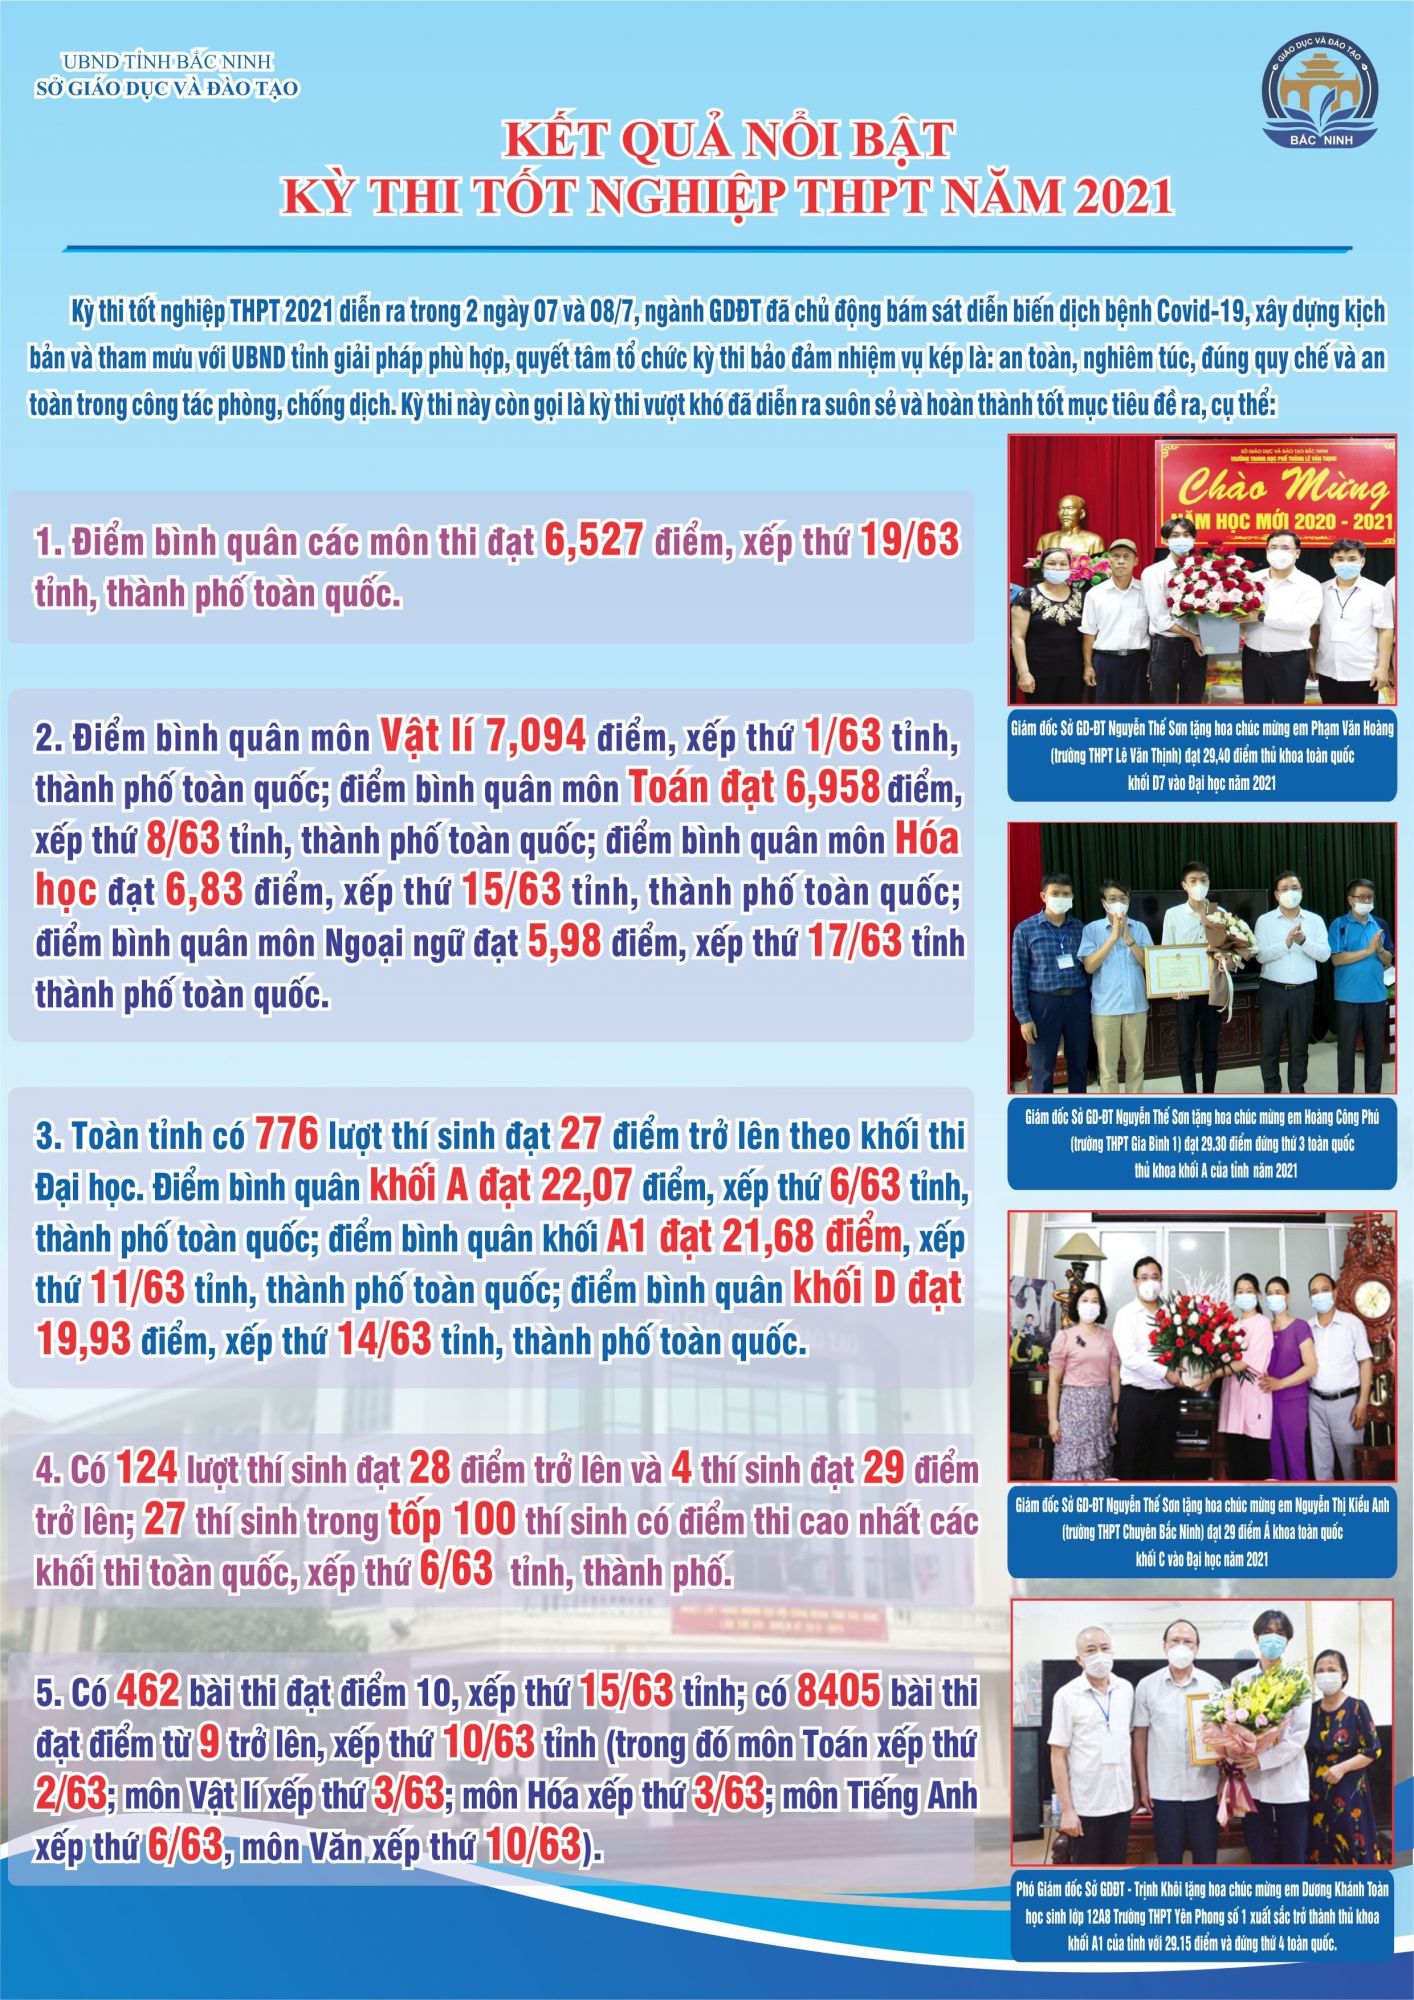 UBND TỈNH BẮC NINH
SỞ GIÁO DỤC VÀ ĐÀO TẠO
GIÁO DỤC VÀ ĐÀO TẠO
BẮC NINH
KẾT QUẢ NỔI BẬT
KỲ THI TỐT NGHIỆP THPT NĂM 2021
Kỳ thi tốt nghiệp THPT 2021 diễn ra trong 2 ngày 07 và 08/7, ngành GDĐT đã chủ động bám sát diễn biến dịch bệnh Covid-19, xây dựng kịch
bản và tham mưu với UBND tỉnh giải pháp phù hợp, quyết tâm tổ chức kỳ thi bảo đảm nhiệm vụ kép là: an toàn, nghiêm túc, đúng quy chế và an
toàn trong công tác phòng, chống dịch. Kỳ thi này còn gọi là kỳ thi vượt khó đã diễn ra suôn sẻ và hoàn thành tốt mục tiêu đề ra, cụ thể:
1. Điểm bình quân các môn thi đạt 6,527 điểm, xếp thứ 19/63
tỉnh, thành phố toàn quốc.
2. Điểm bình quân môn Vật lí 7,094 điểm, xếp thứ 1/63 tỉnh,
thành phố toàn quốc; điểm bình quân môn Toán đạt 6,958 điểm,
xếp thứ 8/63 tỉnh, thành phố toàn quốc; điểm bình quân môn Hóa
học đạt 6,83 điểm, xếp thứ 15/63 tỉnh, thành phố toàn quốc;
điểm bình quân môn Ngoại ngữ đạt 5,98 điểm, xếp thứ 17/63 tỉnh
thành phố toàn quốc.
3. Toàn tỉnh có 776 lượt thí sinh đạt 27 điểm trở lên theo khối thi
Đại học. Điểm bình quân khối A đạt 22,07 điểm, xếp thứ 6/63 tỉnh,
thành phố toàn quốc; điểm bình quân khối A1 đạt 21,68 điểm, xếp
thứ 11/63 tỉnh, thành phố toàn quốc; điểm bình quân khối D đạt
19,93 điểm, xếp thứ 14/63 tỉnh, thành phố toàn quốc.
4. Có 124 lượt thí sinh đạt 28 điểm trở lên và 4 thí sinh đạt 29 điểm
trở lên; 27 thí sinh trong tốp 100 thí sinh có điểm thi cao nhất các
khối thi toàn quốc, xếp thứ 6/63 tỉnh, thành phố.
5. Có 462 bài thi đạt điểm 10, xếp thứ 15/63 tỉnh; có 8405 bài thi
đạt điểm từ 9 trở lên, xếp thứ 10/63 tỉnh (trong đó môn Toán xếp thứ
2/63; môn Vật lí xếp thứ 3/63; môn Hóa xếp thứ 3/63; môn Tiếng Anh
xếp thứ 6/63, môn Văn xếp thứ 10/63).
SỞ GIÁO DỤC VÀ ĐÀO TẠO BẮC NINH
TRƯỜNG TRUNG HỌC PHỔ THÔNG LÊ VĂN THỊNH
Chào Mừng
NĂM HỌC MỚI 2020 - 2021
Giám đốc Sở GD-ĐT Nguyễn Thế Sơn tặng hoa chúc mừng em Phạm Văn Hoàng
(trường THPT Lê Văn Thịnh) đạt 29,40 điểm thủ khoa toàn quốc
khối D7 vào Đại học năm 2021
Giám đốc Sở GD-ĐT Nguyễn Thế Sơn tặng hoa chúc mừng em Hoàng Công Phú
(trường THPT Gia Bình 1) đạt 29.30 điểm đứng thứ 3 toàn quốc
thủ khoa khối A của tỉnh năm 2021
Giám đốc Sở GD-ĐT Nguyễn Thế Sơn tặng hoa chúc mừng em Nguyễn Thị Kiều Anh
(trường THPT Chuyên Bắc Ninh) đạt 29 điểm Á khoa toàn quốc
khối C vào Đại học năm 2021
Phó Giám đốc Sở GDĐT - Trịnh Khôi tặng hoa chúc mừng em Dương Khánh Toàn
học sinh lớp 12A8 Trường THPT Yên Phong số 1 xuất sắc trở thành thủ khoa
khối A1 của tỉnh với 29.15 điểm và đứng thứ 4 toàn quốc.